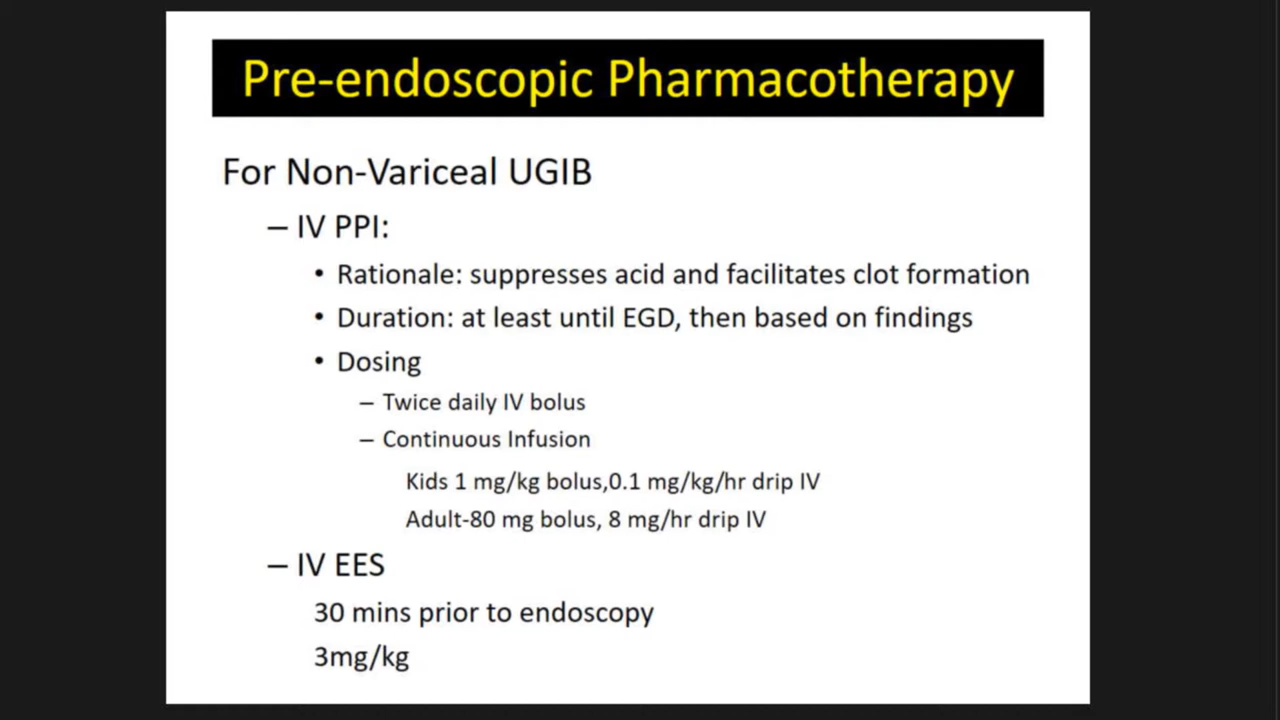 Pre-endoscopic Pharmacotherapy
For Non-Variceal UGIB
– IV PPI:
• Rationale: suppresses acid and facilitates clot formation
• Duration: at least until EGD, then based on findings
• Dosing
– Twice daily IV bolus
– Continuous Infusion
Kids 1 mg/kg bolus,0.1 mg/kg/hr drip IV
Adult-80 mg bolus, 8 mg/hr drip IV
– IV EES
30 mins prior to endoscopy
3mg/kg